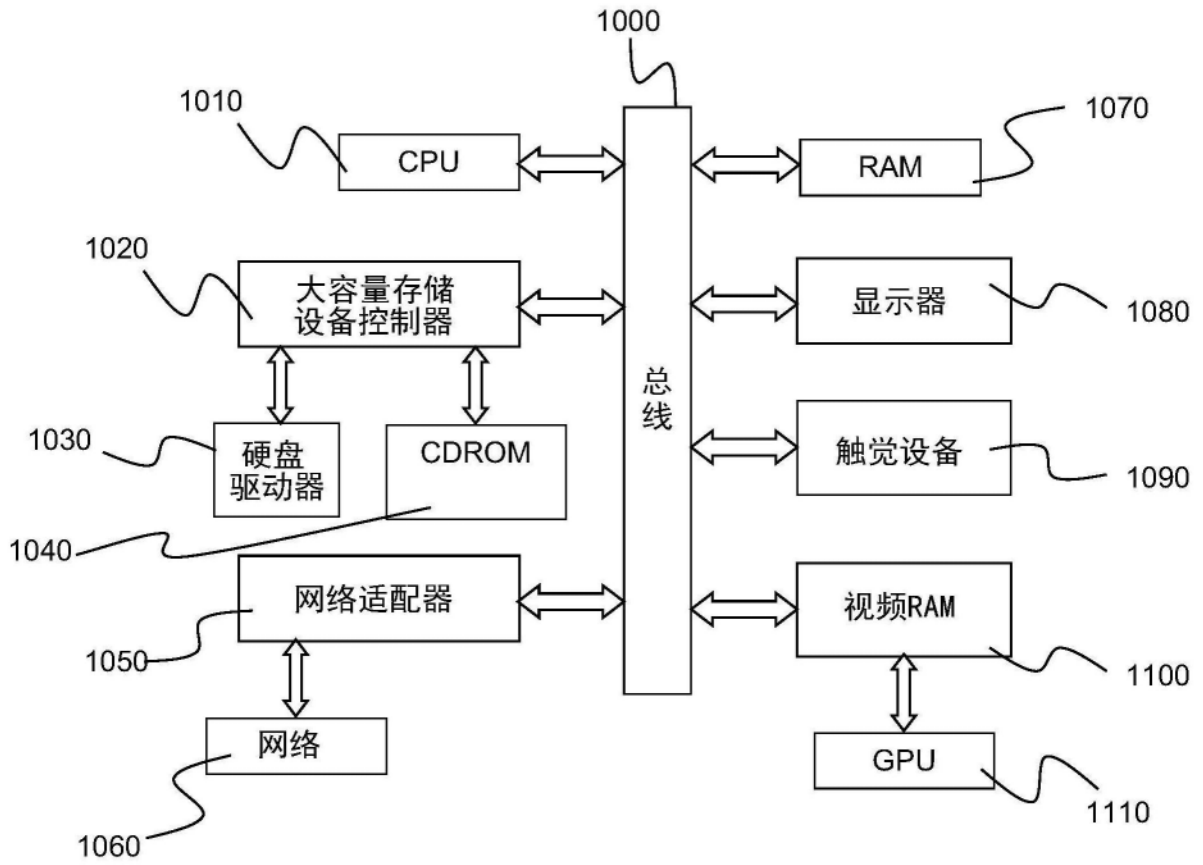 1000
1010
CPU
RAM
1070
1020
大容量存储
设备控制器
显示器
1080
总
线
1030
硬盘
驱动器
CDROM
触觉设备
1090
1040
网络适配器
视频RAM
1050
1100
网络
GPU
1060
1110